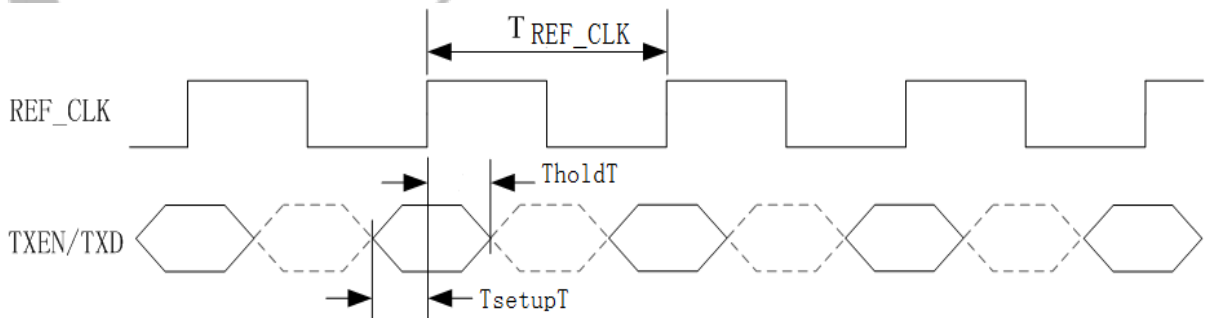 T REF_CLK
REF_CLK
TholdT
TXEN/TXD
TsetupT